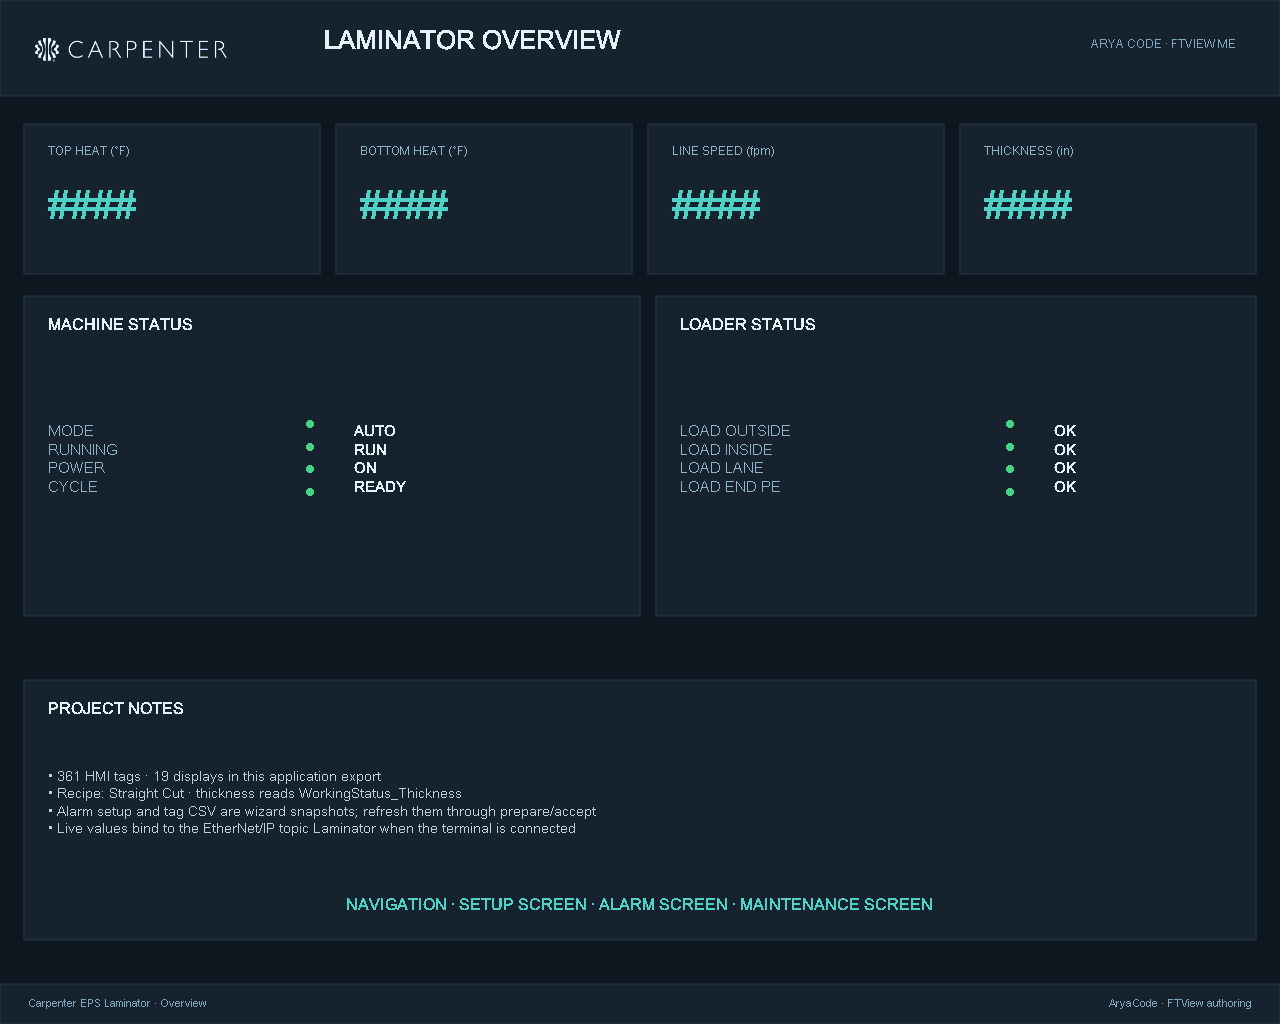 CARPENTER
LAMINATOR OVERVIEW
ARYA CODE · FTVIEW ME
TOP HEAT (°F)
BOTTOM HEAT (°F)
LINE SPEED (fpm)
THICKNESS (in)
####
####
####
####
MACHINE STATUS
MODE AUTO
RUNNING RUN
POWER ON
CYCLE READY
LOADER STATUS
LOAD OUTSIDE OK
LOAD INSIDE OK
LOAD LANE OK
LOAD END PE OK
PROJECT NOTES
• 361 HMI tags · 19 displays in this application export
• Recipe: Straight Cut · thickness reads WorkingStatus_Thickness
• Alarm setup and tag CSV are wizard snapshots; refresh them through prepare/accept
• Live values bind to the EtherNet/IP topic Laminator when the terminal is connected
NAVIGATION · SETUP SCREEN · ALARM SCREEN · MAINTENANCE SCREEN
Carpenter EPS Laminator · Overview
AryaCode · FTView authoring